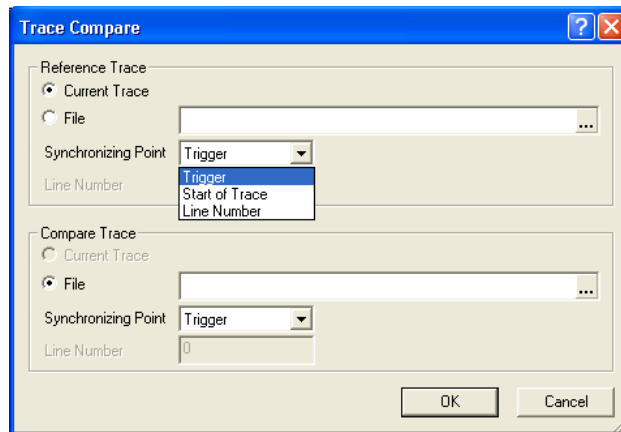 Trace Compare
Reference Trace
Current Trace
File
...
Synchronizing Point Trigger
Trigger
Start of Trace
Line Number
Line Number
Compare Trace
Current Trace
File
...
Synchronizing Point Trigger
Line Number 0
OK Cancel